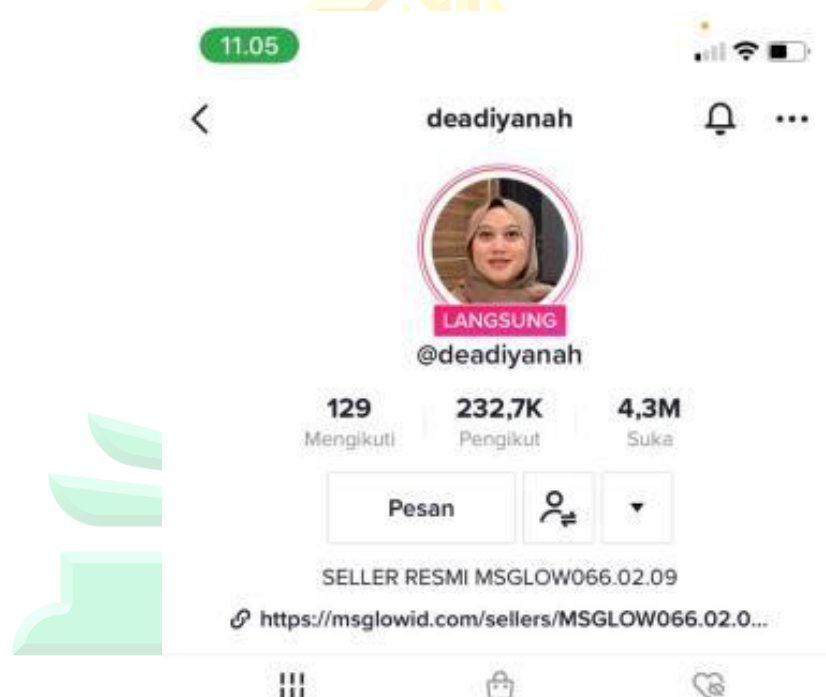 11.05
deadiyanah
LANGSUNG
@deadiyanah
129 232,7K 4,3M
Mengikuti Pengikut Suka
Pesan
SELLER RESMI MSGLOW066.02.09
https://msglowid.com/sellers/MSGLOW066.02.0...